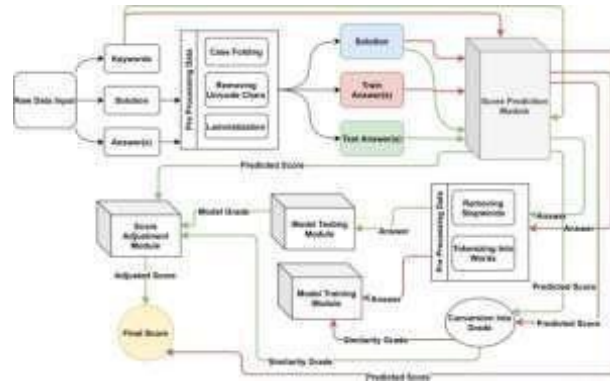 Keywords
Raw Data Input
Solution
Answer(s)
Pre Processing Data
Case Folding
Removing
Unicode Chars
Lemmatization
Solution
Train
Answer(s)
Test Answer(s)
Score Prediction
Module
Predicted Score
Score
Adjustment
Module
Model Grade
Model Testing
Module
Answer
Pre Processing Data
Removing
Stopwords
Tokenizing Into
Words
Answer
Answer
Model Training
Module
Answer
Adjusted Score
Predicted Score
Conversion into
Grade
Predicted Score
Final Score
Similarity Grade
Similarity Grade
Predicted Score